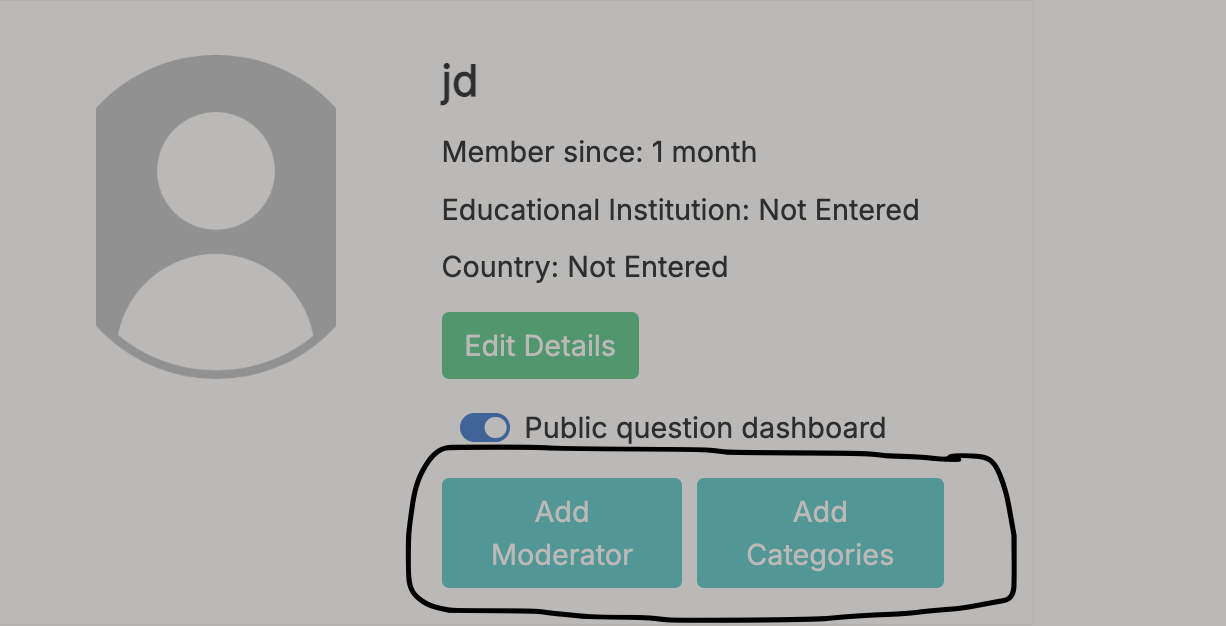 jd
Member since: 1 month
Educational Institution: Not Entered
Country: Not Entered
Edit Details
Public question dashboard
Add
Moderator
Add
Categories